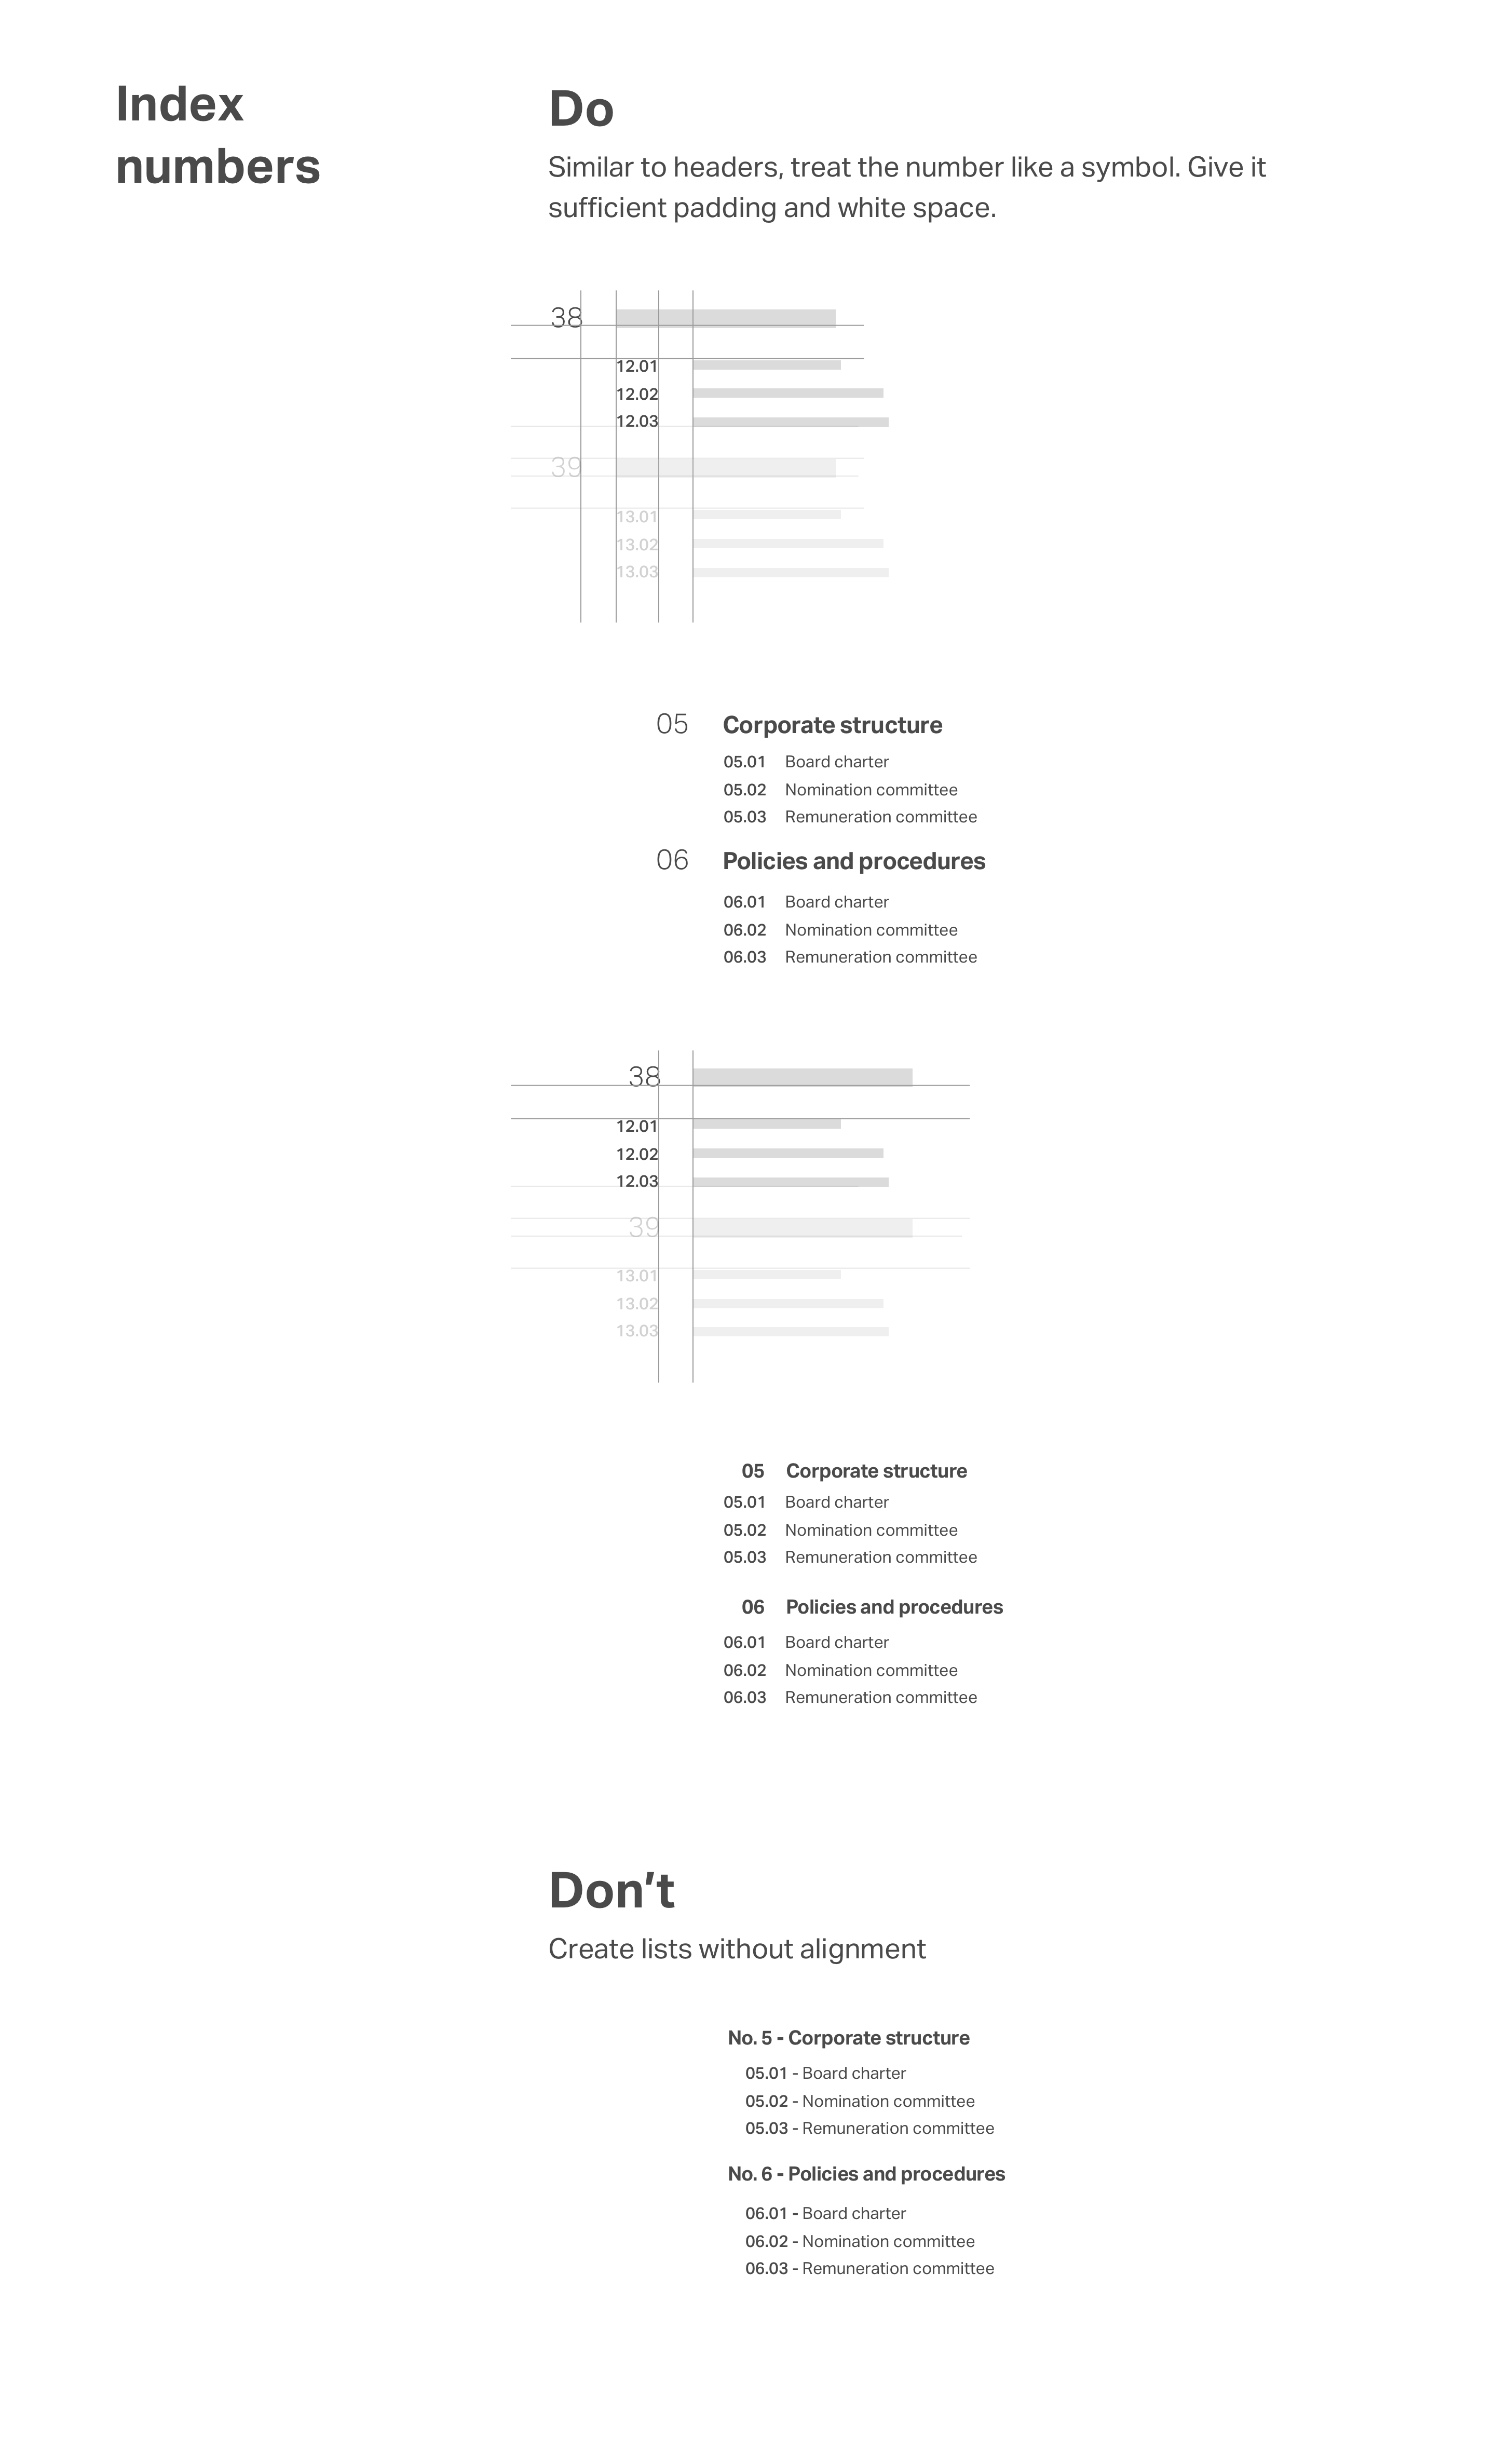 Index
numbers
Do
Similar to headers, treat the number like a symbol. Give it
sufficient padding and white space.
38
12.01
12.02
12.03
39
13.01
13.02
13.03
05 Corporate structure
05.01 Board charter
05.02 Nomination committee
05.03 Remuneration committee
06 Policies and procedures
06.01 Board charter
06.02 Nomination committee
06.03 Remuneration committee
38
12.01
12.02
12.03
39
13.01
13.02
13.03
05 Corporate structure
05.01 Board charter
05.02 Nomination committee
05.03 Remuneration committee
06 Policies and procedures
06.01 Board charter
06.02 Nomination committee
06.03 Remuneration committee
Don’t
Create lists without alignment
No. 5 - Corporate structure
05.01 - Board charter
05.02 - Nomination committee
05.03 - Remuneration committee
No. 6 - Policies and procedures
06.01 - Board charter
06.02 - Nomination committee
06.03 - Remuneration committee